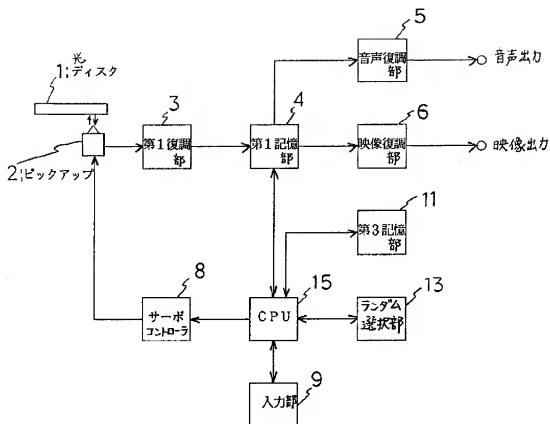 5
音声復調
部
音声出力
光
1:ディスク
3
第1復調
部
4
第1記憶
部
6
映像復調
部
映像出力
2:ピックアップ
11
第3記憶
部
8
サーボ
コントローラ
15
CPU
13
ランダム
選択部
入力部
9